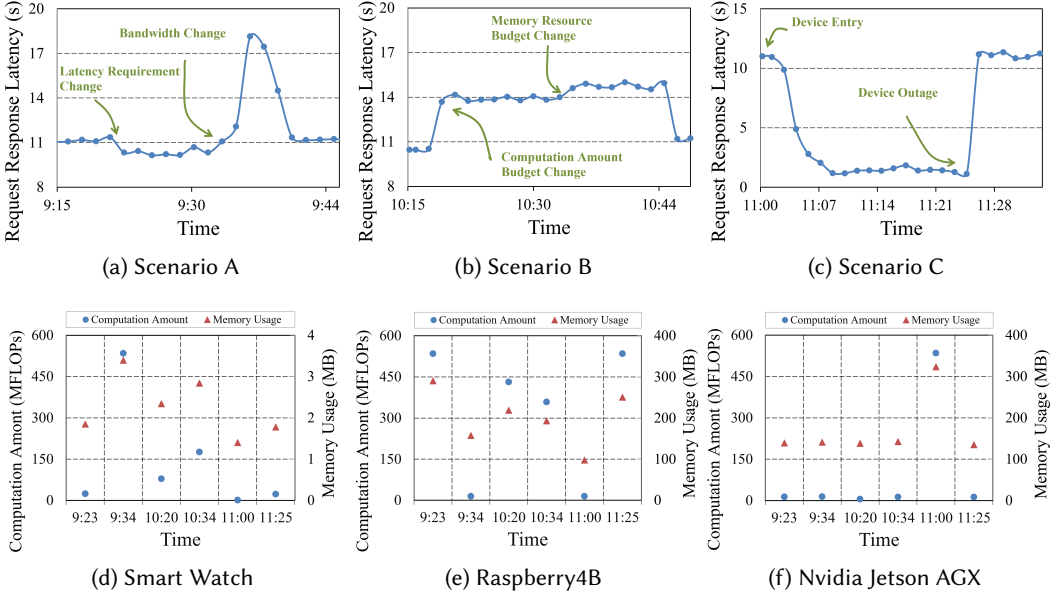 Request Response Latency (s)
20
17
14
11
8
Bandwidth Change
Latency Requirement
Change
9:15 9:30 9:44
Time
(a) Scenario A
Request Response Latency (s)
20
17
14
11
8
Memory Resource
Budget Change
Computation Amount
Budget Change
10:15 10:30 10:44
Time
(b) Scenario B
Request Response Latency (s)
15
10
5
0
Device Entry
Device Outage
11:00 11:07 11:14 11:21 11:28
Time
(c) Scenario C
Computation Amount Memory Usage
Computation Amont (MFLOPs)
600
450
300
150
0
4
3
2
1
0
Memory Usage (MB)
9:23 9:34 10:20 10:34 11:00 11:25
Time
(d) Smart Watch
Computation Amount Memory Usage
Computation Amont (MFLOPs)
600
450
300
150
0
400
300
200
100
0
Memory Usage (MB)
9:23 9:34 10:20 10:34 11:00 11:25
Time
(e) Raspberry4B
Computation Amount Memory Usage
Computation Amont (MFLOPs)
600
450
300
150
0
400
300
200
100
0
Memory Usage (MB)
9:23 9:34 10:20 10:34 11:00 11:25
Time
(f) Nvidia Jetson AGX